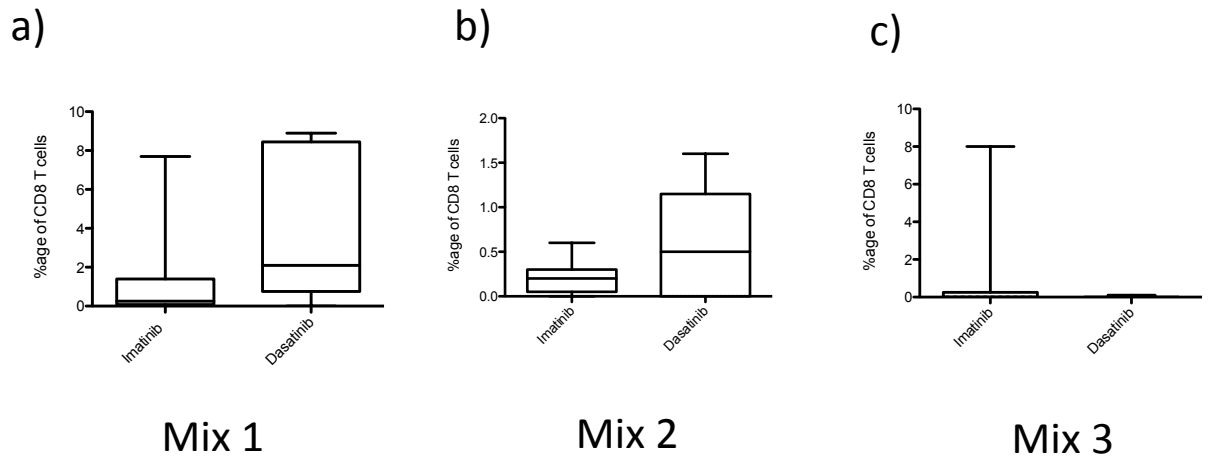 a)
%age of CD8 T cells
10
8
6
4
2
0
Imatinib
Dasatinib
Mix 1
b)
%age of CD8 T cells
2.0
1.5
1.0
0.5
0.0
Imatinib
Dasatinib
Mix 2
c)
%age of CD8 T cells
10
8
6
4
2
0
Imatinib
Dasatinib
Mix 3